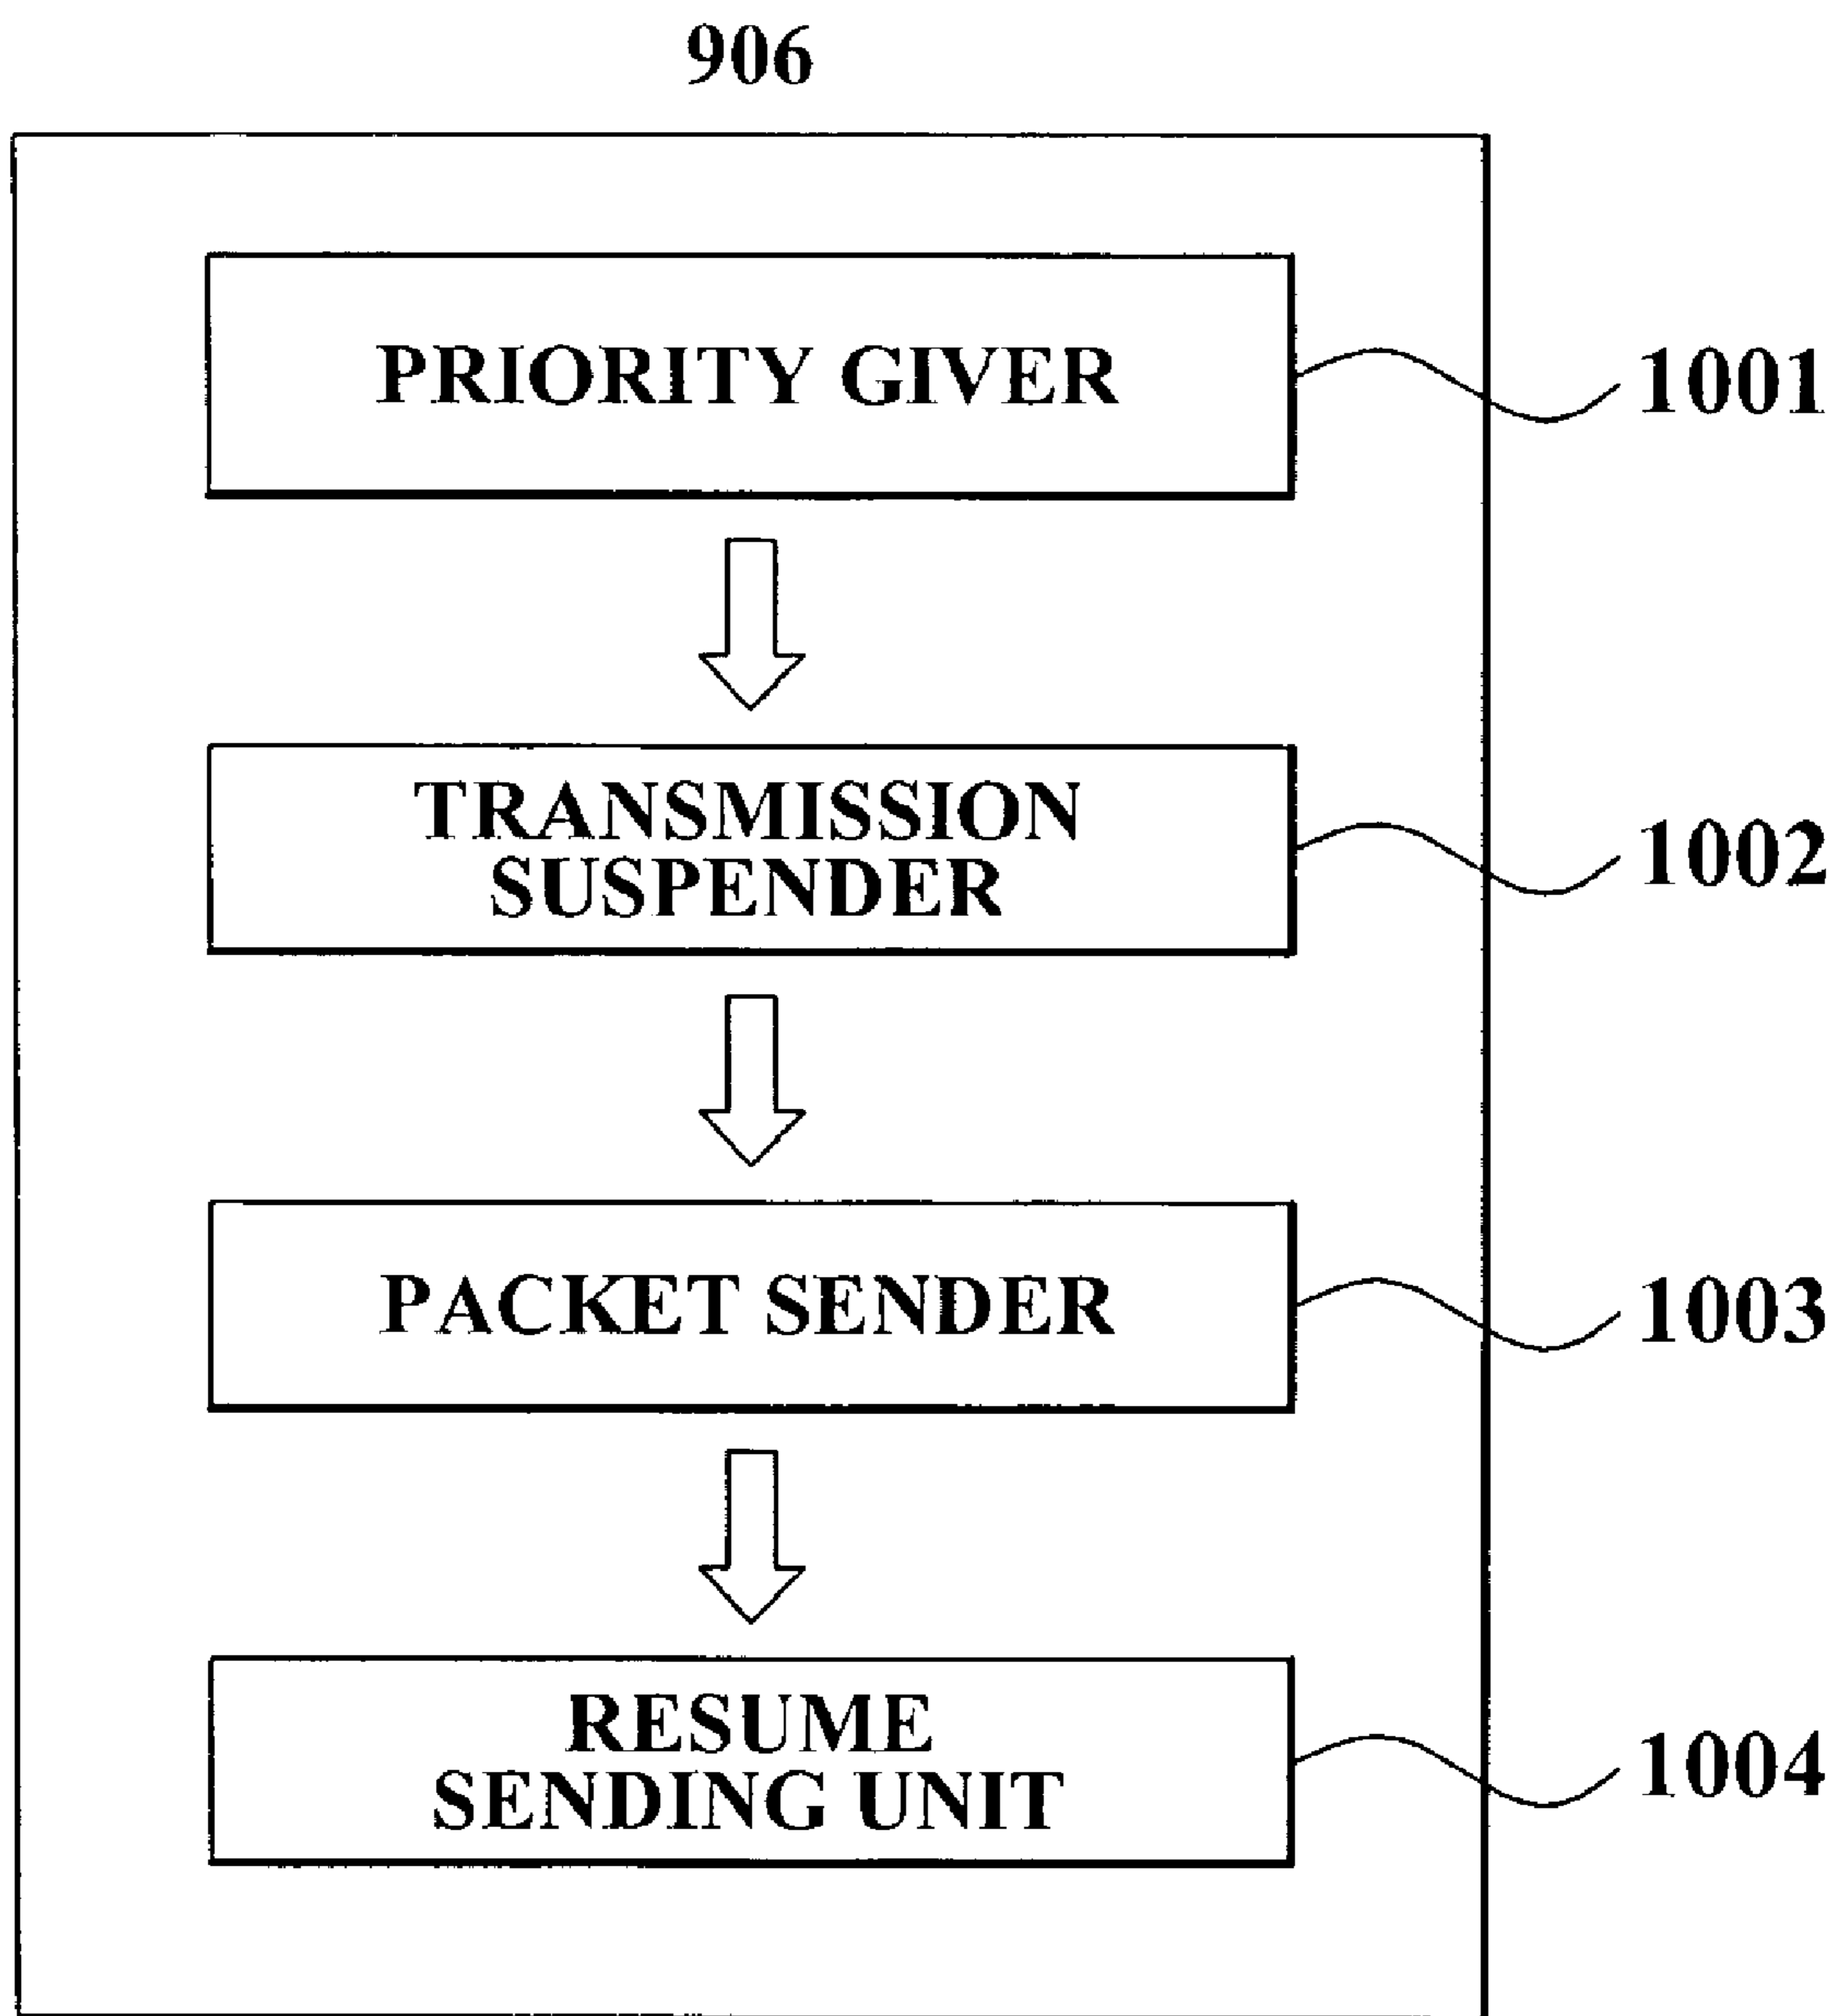 906
PRIORITY GIVER
1001
TRANSMISSION
SUSPENDER
1002
PACKET SENDER
1003
RESUME
SENDING UNIT
1004